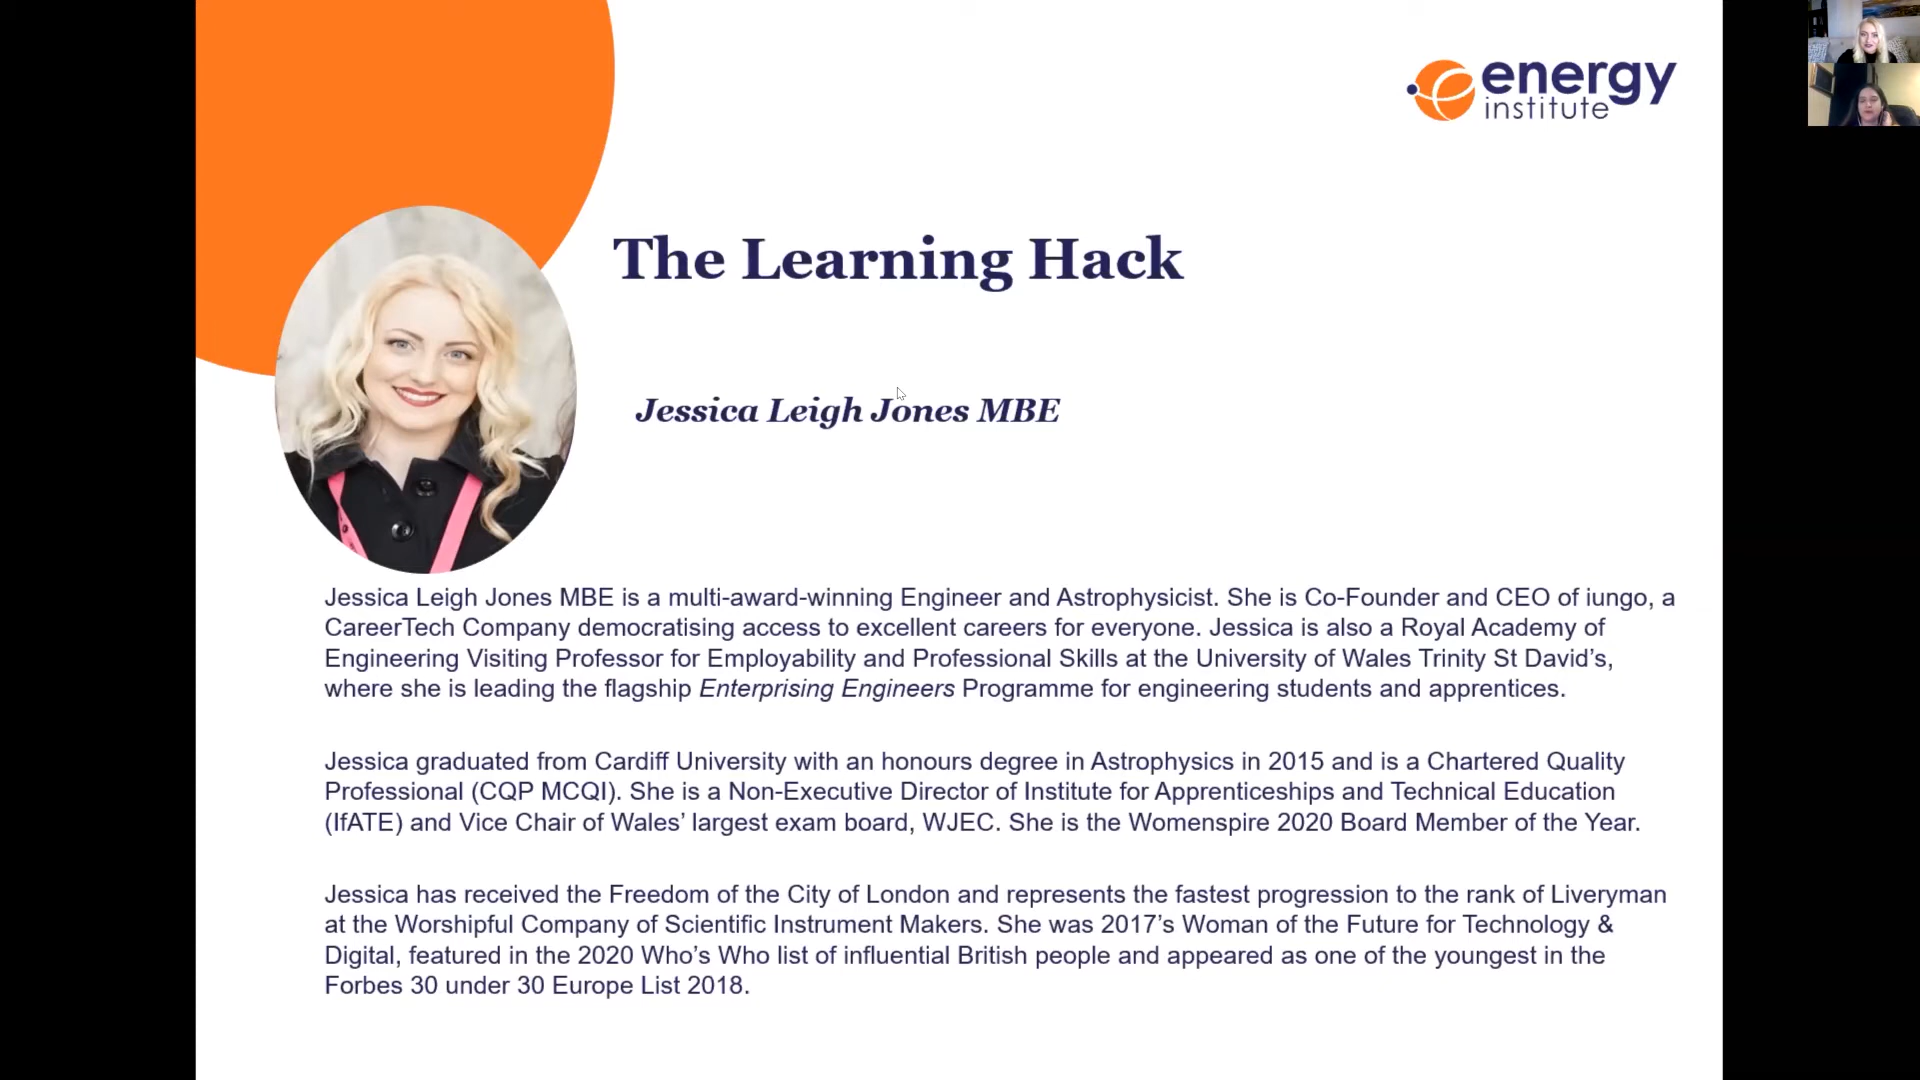 energy
institute
The Learning Hack
Jessica Leigh Jones MBE
Jessica Leigh Jones MBE is a multi-award-winning Engineer and Astrophysicist. She is Co-Founder and CEO of iungo, a
CareerTech Company democratising access to excellent careers for everyone. Jessica is also a Royal Academy of
Engineering Visiting Professor for Employability and Professional Skills at the University of Wales Trinity St David’s,
where she is leading the flagship Enterprising Engineers Programme for engineering students and apprentices.
Jessica graduated from Cardiff University with an honours degree in Astrophysics in 2015 and is a Chartered Quality
Professional (CQP MCQI). She is a Non-Executive Director of Institute for Apprenticeships and Technical Education
(IfATE) and Vice Chair of Wales’ largest exam board, WJEC. She is the Womenspire 2020 Board Member of the Year.
Jessica has received the Freedom of the City of London and represents the fastest progression to the rank of Liveryman
at the Worshipful Company of Scientific Instrument Makers. She was 2017’s Woman of the Future for Technology &
Digital, featured in the 2020 Who’s Who list of influential British people and appeared as one of the youngest in the
Forbes 30 under 30 Europe List 2018.